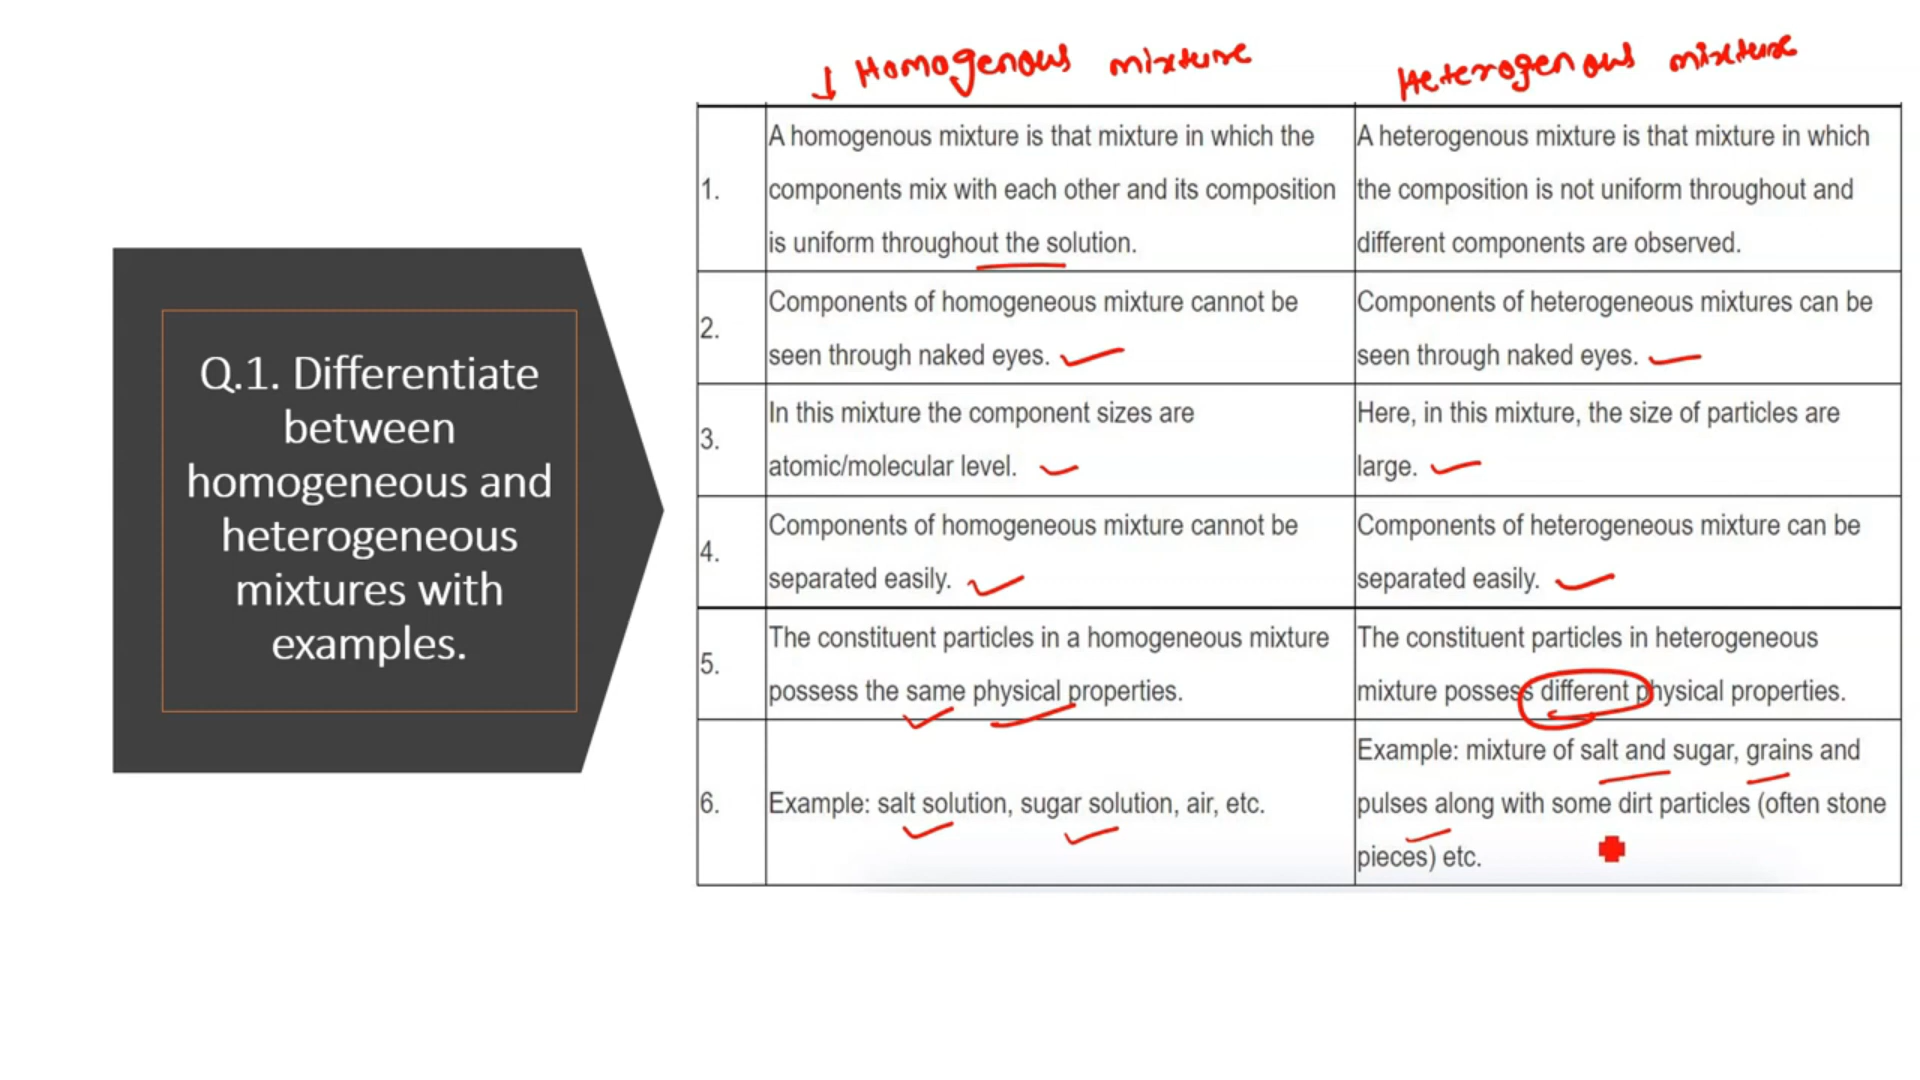 Homogenous mixture
Heterogenous mixture
Q.1. Differentiate
between
homogeneous and
heterogeneous
mixtures with
examples.
1.
A homogenous mixture is that mixture in which the
components mix with each other and its composition
is uniform throughout the solution.
A heterogenous mixture is that mixture in which
the composition is not uniform throughout and
different components are observed.
2.
Components of homogeneous mixture cannot be
seen through naked eyes.
Components of heterogeneous mixtures can be
seen through naked eyes.
3.
In this mixture the component sizes are
atomic/molecular level.
Here, in this mixture, the size of particles are
large.
4.
Components of homogeneous mixture cannot be
separated easily.
Components of heterogeneous mixture can be
separated easily.
5.
The constituent particles in a homogeneous mixture
possess the same physical properties.
The constituent particles in heterogeneous
mixture possess different physical properties.
6.
Example: salt solution, sugar solution, air, etc.
Example: mixture of salt and sugar, grains and
pulses along with some dirt particles (often stone
pieces) etc.